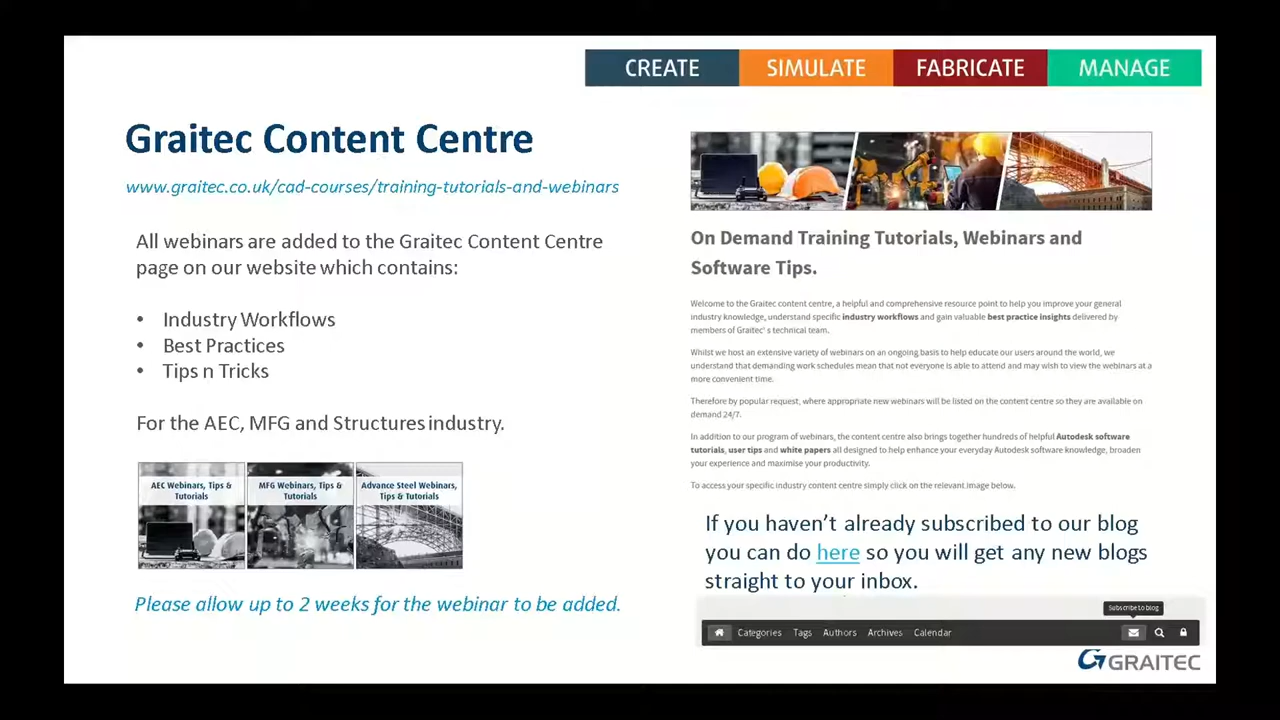 CREATE SIMULATE FABRICATE MANAGE
Graitec Content Centre
www.graitec.co.uk/cad-courses/training-tutorials-and-webinars
All webinars are added to the Graitec Content Centre
page on our website which contains:
• Industry Workflows
• Best Practices
• Tips n Tricks
For the AEC, MFG and Structures industry.
AEC Webinars, Tips &
Tutorials
MFG Webinars, Tips &
Tutorials
Advance Steel Webinars,
Tips & Tutorials
Please allow up to 2 weeks for the webinar to be added.
On Demand Training Tutorials, Webinars and
Software Tips.
Welcome to the Graitec content centre, a helpful and comprehensive resource point to help you improve your general
industry knowledge, understand specific industry workflows and gain valuable best practice insights delivered by
members of Graitec' s technical team.
Whilst we host an extensive variety of webinars on an ongoing basis to help educate our users around the world, we
understand that demanding work schedules mean that not everyone is able to attend and may wish to view the webinars at a
more convenient time.
Therefore by popular request, where appropriate new webinars will be listed on the content centre so they are available on
demand 24/7.
In addition to our program of webinars, the content centre also brings together hundreds of helpful Autodesk software
tutorials, user tips and white papers all designed to help enhance your everyday Autodesk software knowledge, broaden
your experience and maximise your productivity.
To access your specific industry content centre simply click on the relevant image below.
If you haven't already subscribed to our blog
you can do here so you will get any new blogs
straight to your inbox.
Subscribe to blog
Categories Tags Authors Archives Calendar
GRAITEC